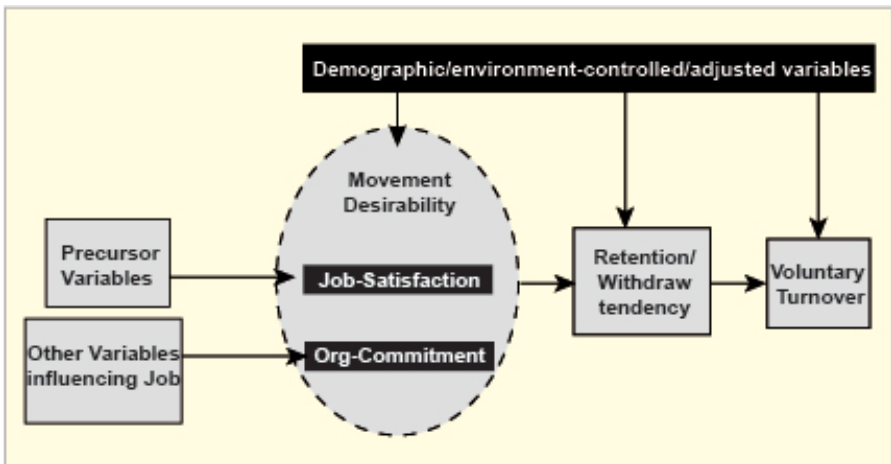 Demographic/environment-controlled/adjusted variables
Movement
Desirability
Precursor
Variables
Job-Satisfaction
Retention/
Withdraw
tendency
Voluntary
Turnover
Other Variables
influencing Job
Org-Commitment